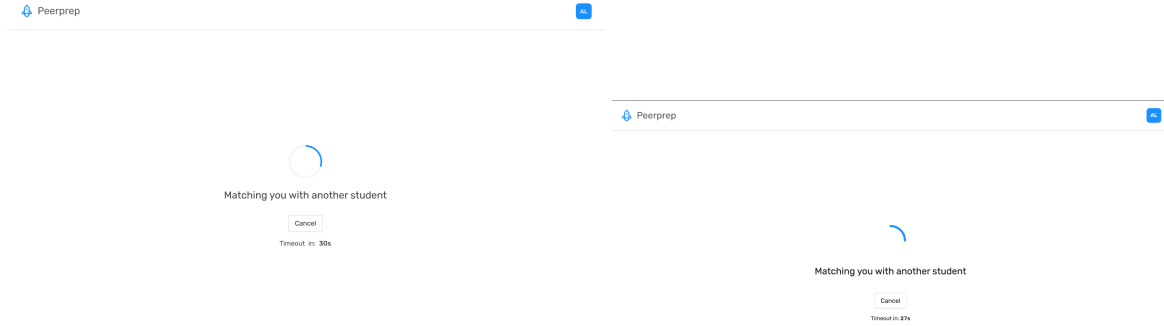 Peerprep
AL
Matching you with another student
Cancel
Timeout in: 30s
Peerprep
AL
Matching you with another student
Cancel
Timeout in: 27s